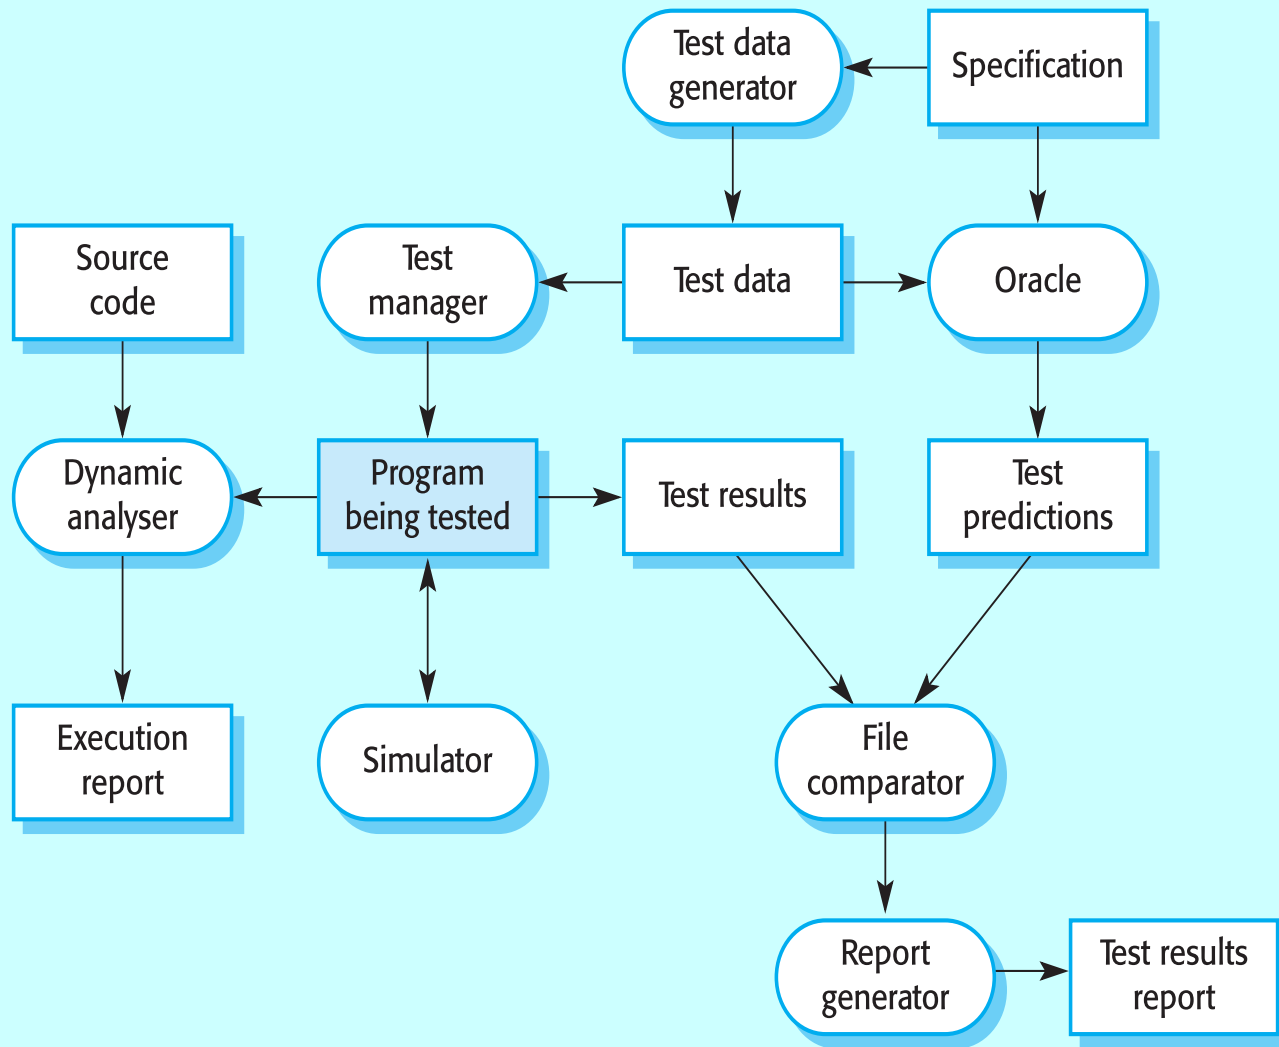 Test data
generator
Specification
Source
code
Test
manager
Test data
Oracle
Dynamic
analyser
Program
being tested
Test results
Test
predictions
Execution
report
Simulator
File
comparator
Report
generator
Test results
report